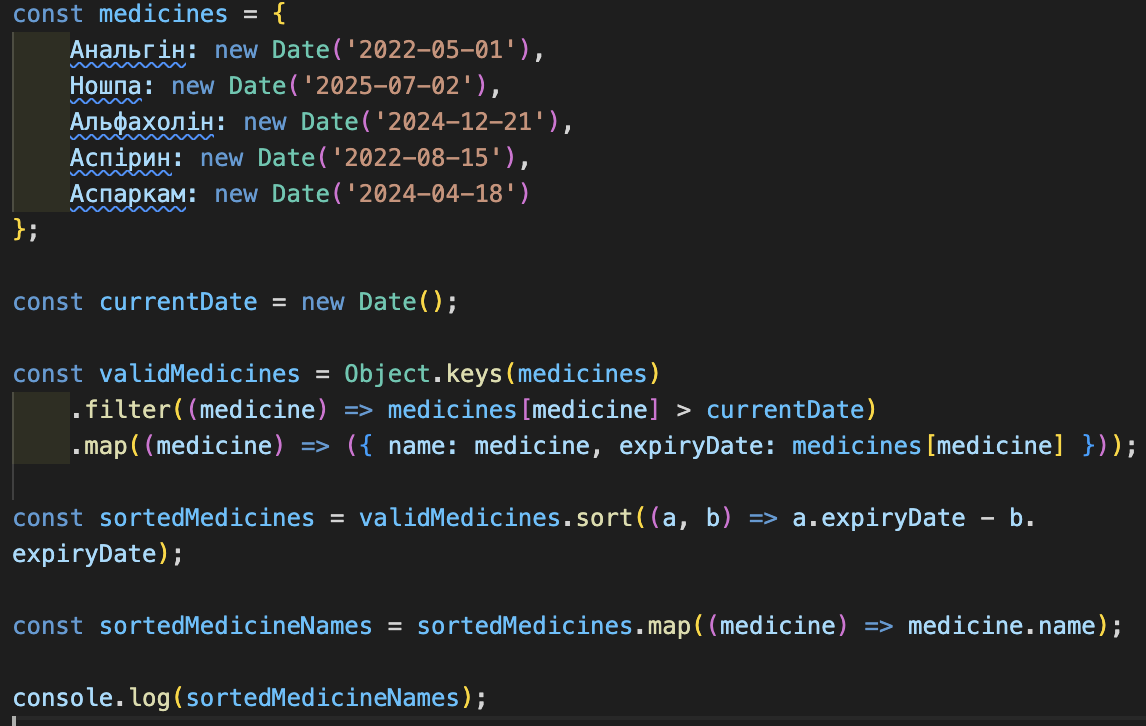 const medicines = {
    Анальгін: new Date('2022-05-01'),
    Ношпа: new Date('2025-07-02'),
    Альфахолін: new Date('2024-12-21'),
    Аспірин: new Date('2022-08-15'),
    Аспаркам: new Date('2024-04-18')
};

const currentDate = new Date();

const validMedicines = Object.keys(medicines)
    .filter((medicine) => medicines[medicine] > currentDate)
    .map((medicine) => ({ name: medicine, expiryDate: medicines[medicine] }));

const sortedMedicines = validMedicines.sort((a, b) => a.expiryDate - b.
expiryDate);

const sortedMedicineNames = sortedMedicines.map((medicine) => medicine.name);

console.log(sortedMedicineNames);